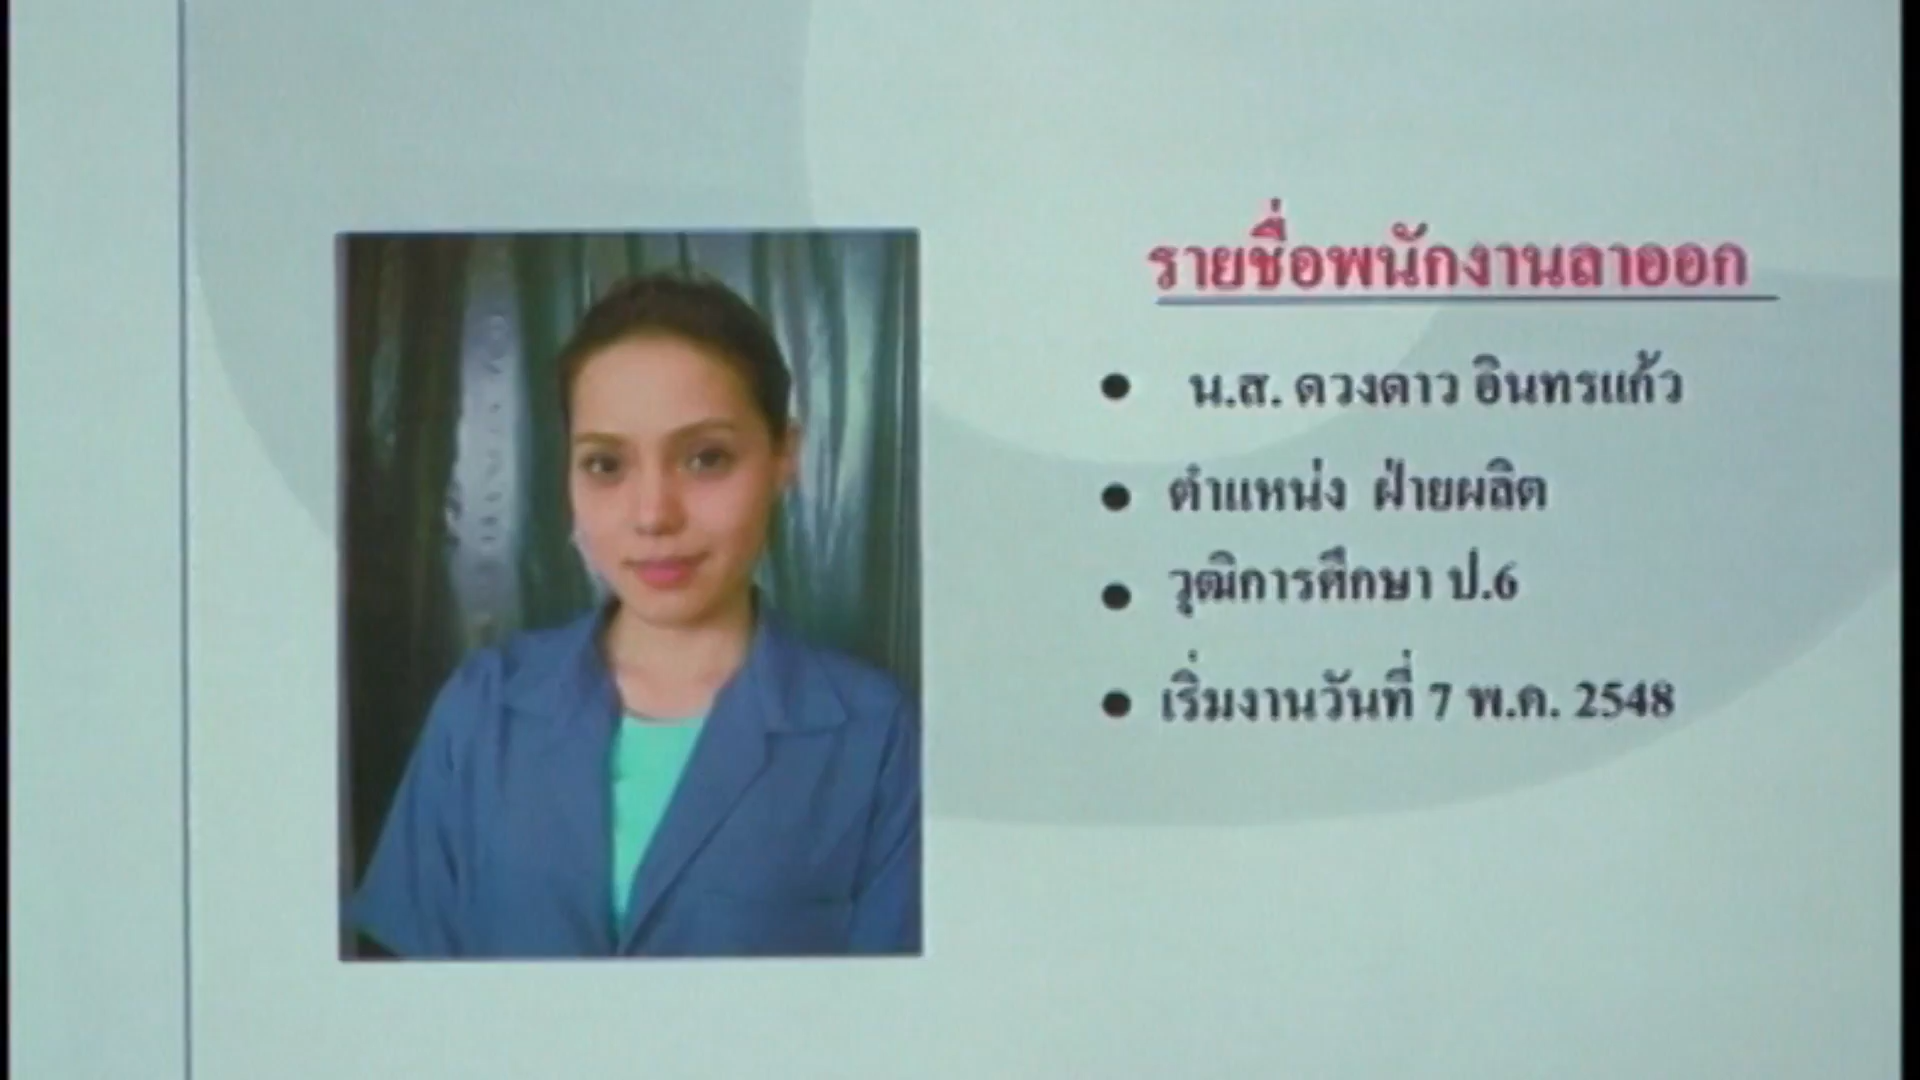 รายชื่อพนักงานลาออก
• น.ส. ดวงดาว อินทรแก้ว
• ตำแหน่ง ฝ่ายผลิต
• วุฒิการศึกษา ป.6
• เริ่มงานวันที่ 7 พ.ค. 2548